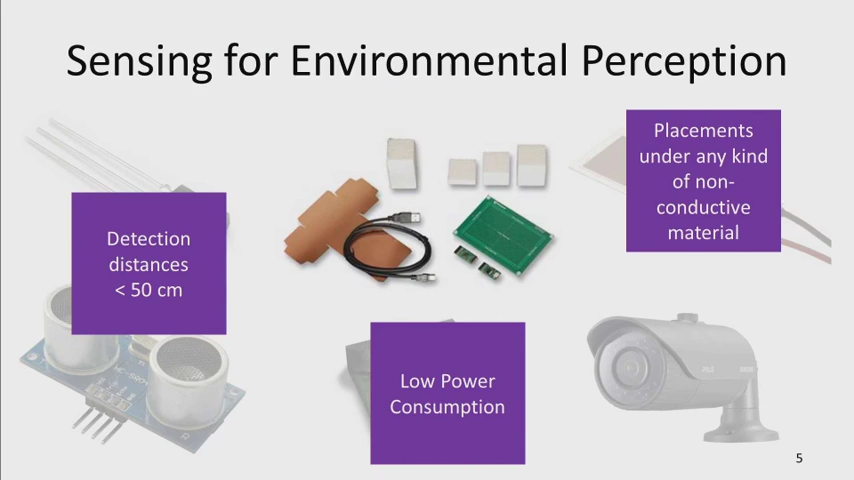 Sensing for Environmental Perception
Placements
under any kind
of non-
conductive
material
Detection
distances
< 50 cm
Low Power
Consumption
5